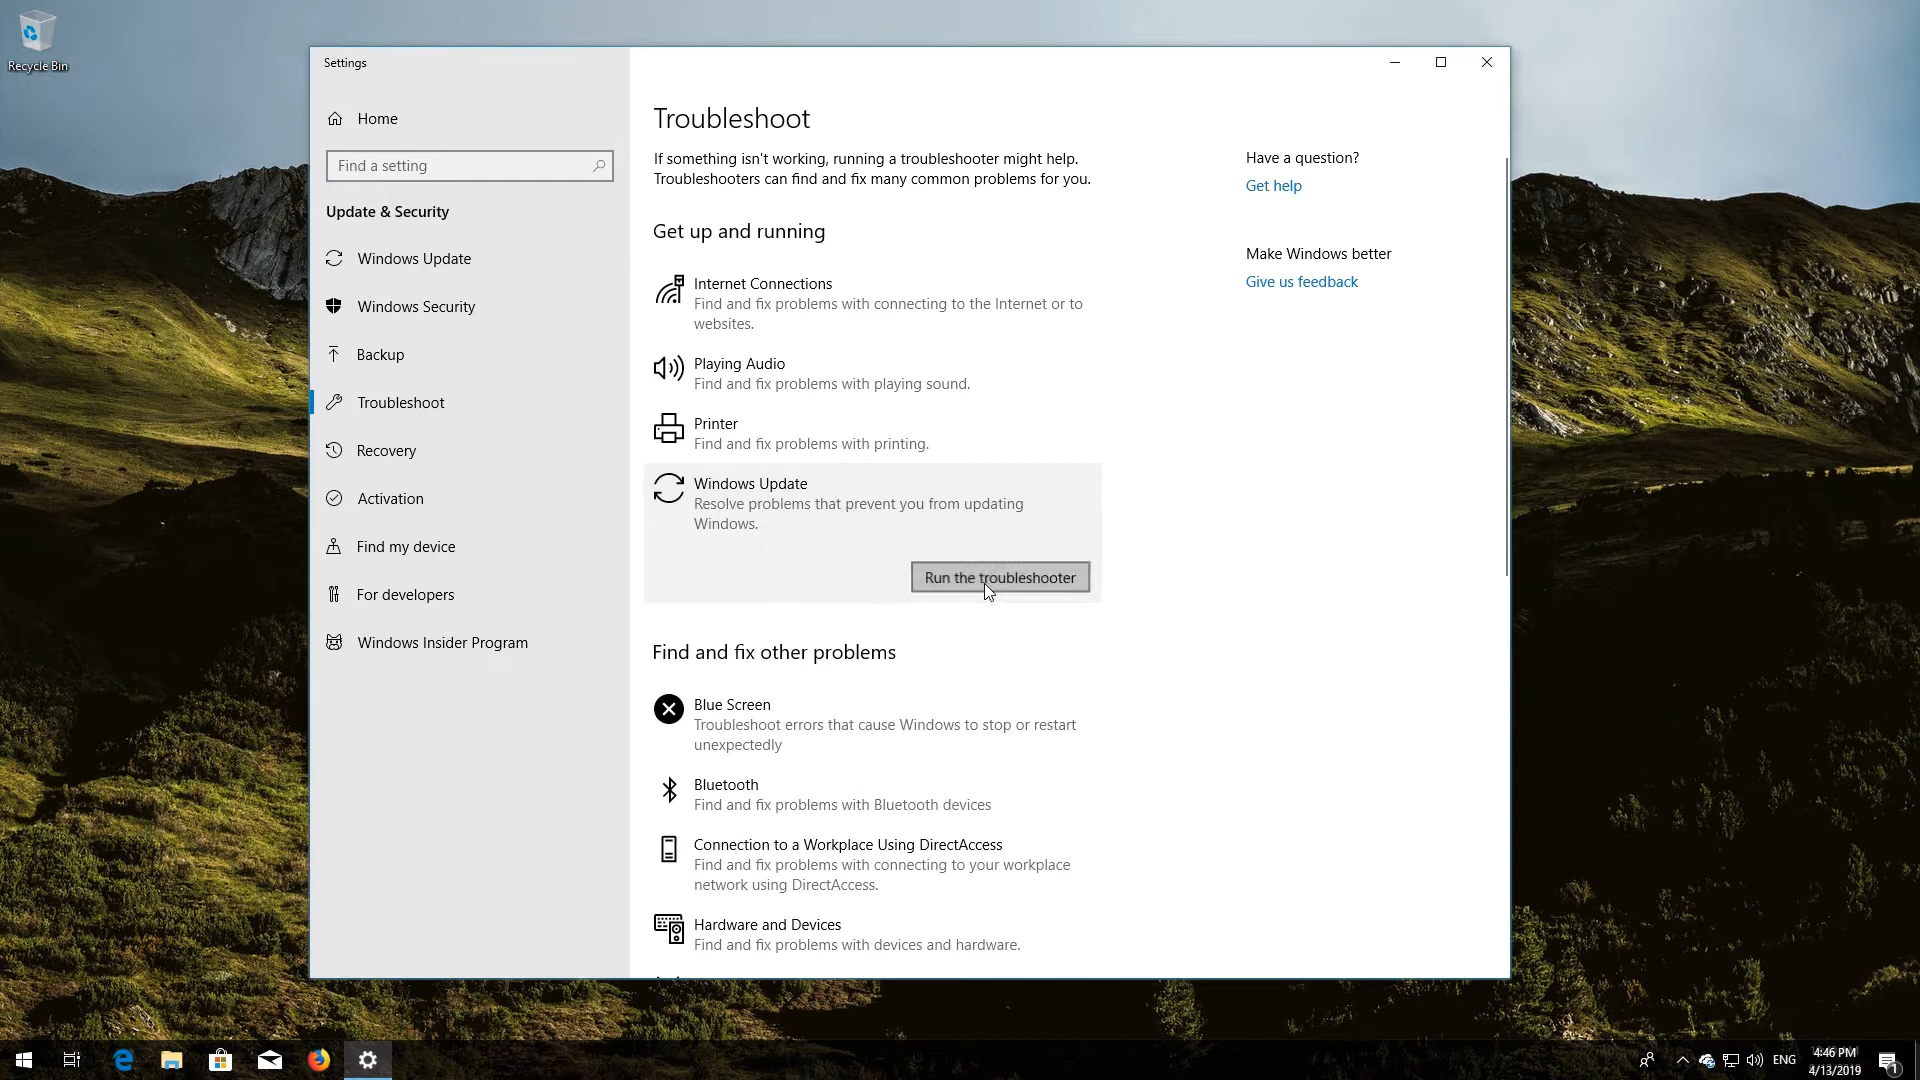 Recycle Bin
Settings
Home
Find a setting
Update & Security
Windows Update
Windows Security
Backup
Troubleshoot
Recovery
Activation
Find my device
For developers
Windows Insider Program
Troubleshoot
If something isn't working, running a troubleshooter might help.
Troubleshooters can find and fix many common problems for you.
Get up and running
Internet Connections
Find and fix problems with connecting to the Internet or to
websites.
Playing Audio
Find and fix problems with playing sound.
Printer
Find and fix problems with printing.
Windows Update
Resolve problems that prevent you from updating
Windows.
Run the troubleshooter
Find and fix other problems
Blue Screen
Troubleshoot errors that cause Windows to stop or restart
unexpectedly
Bluetooth
Find and fix problems with Bluetooth devices
Connection to a Workplace Using DirectAccess
Find and fix problems with connecting to your workplace
network using DirectAccess.
Hardware and Devices
Find and fix problems with devices and hardware.
Have a question?
Get help
Make Windows better
Give us feedback
ENG
4:46 PM
4/13/2019
1